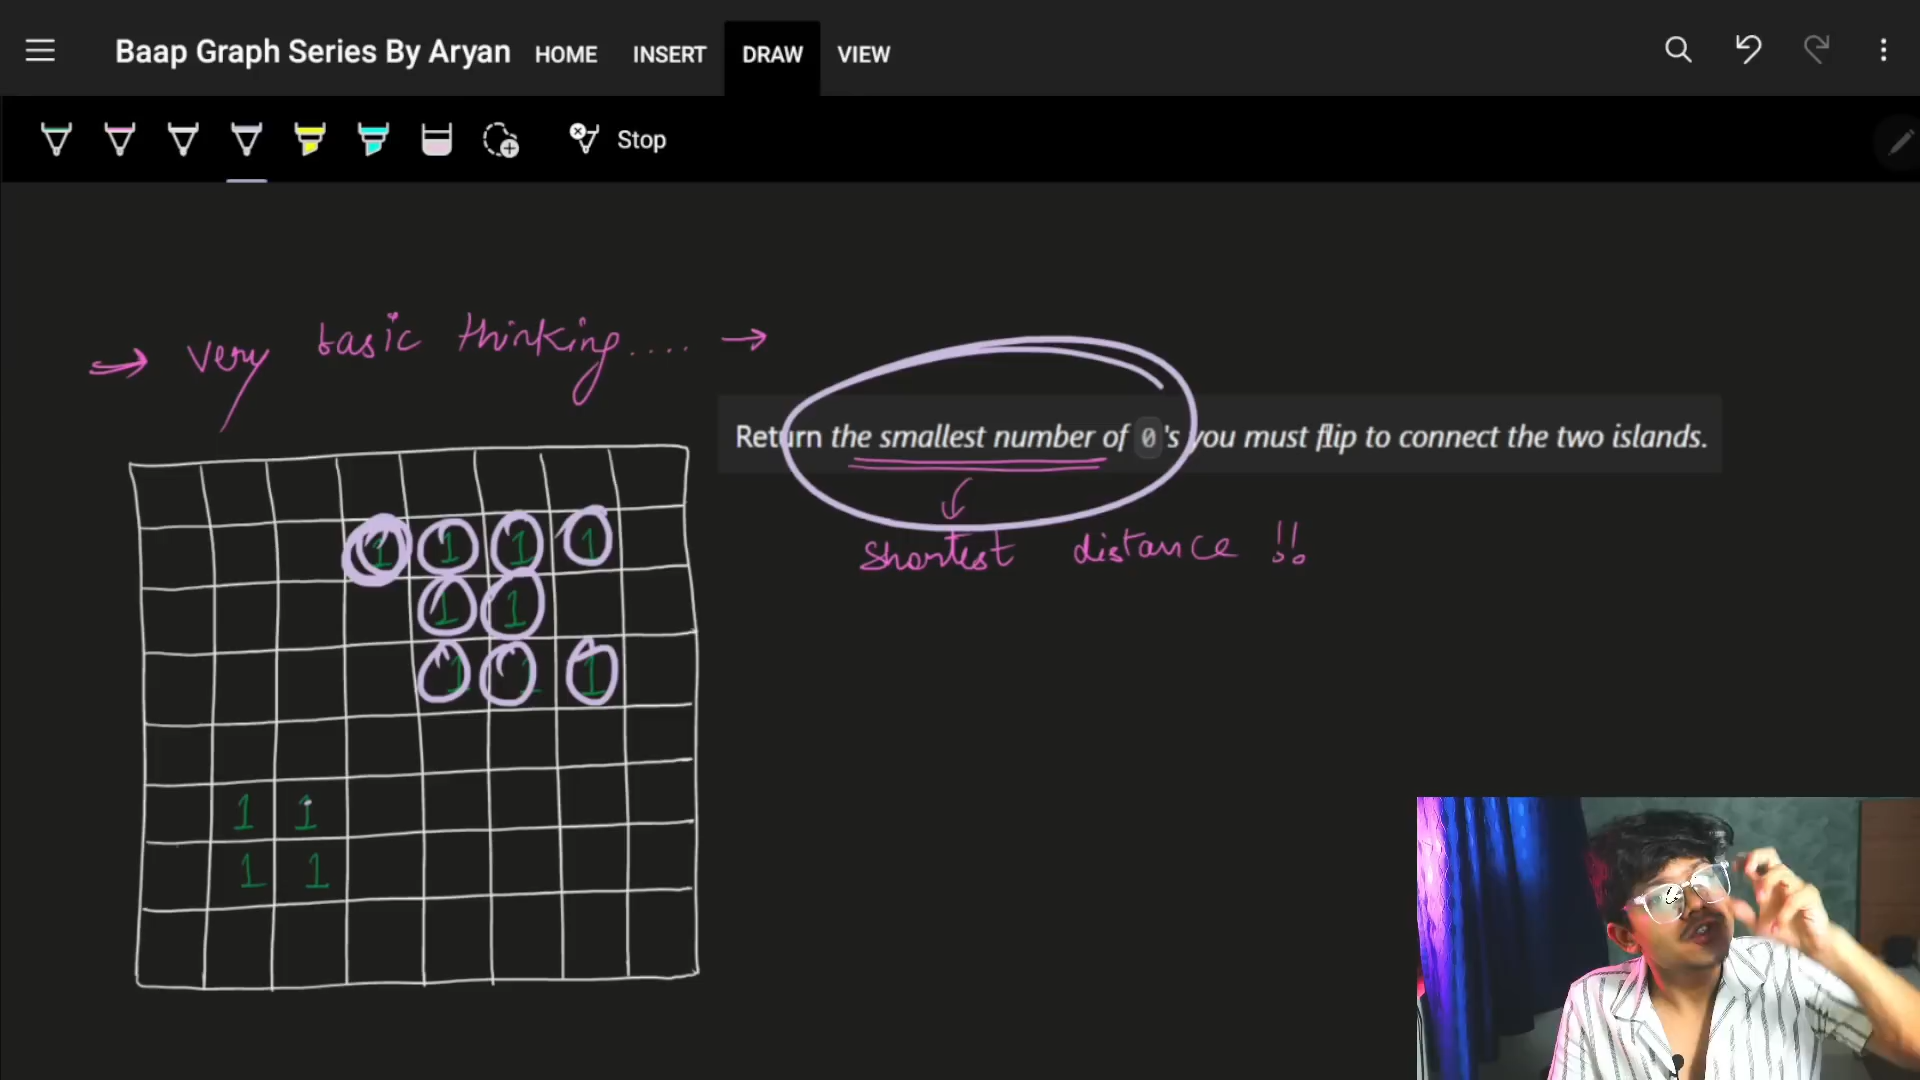 Baap Graph Series By Aryan HOME INSERT DRAW VIEW
Stop
⇒ very basic thinking.... →
Return the smallest number of 0's you must flip to connect the two islands.
↓
shortest distance !!
1 1 1 1
1 1
1 1 1
1 1
1 1